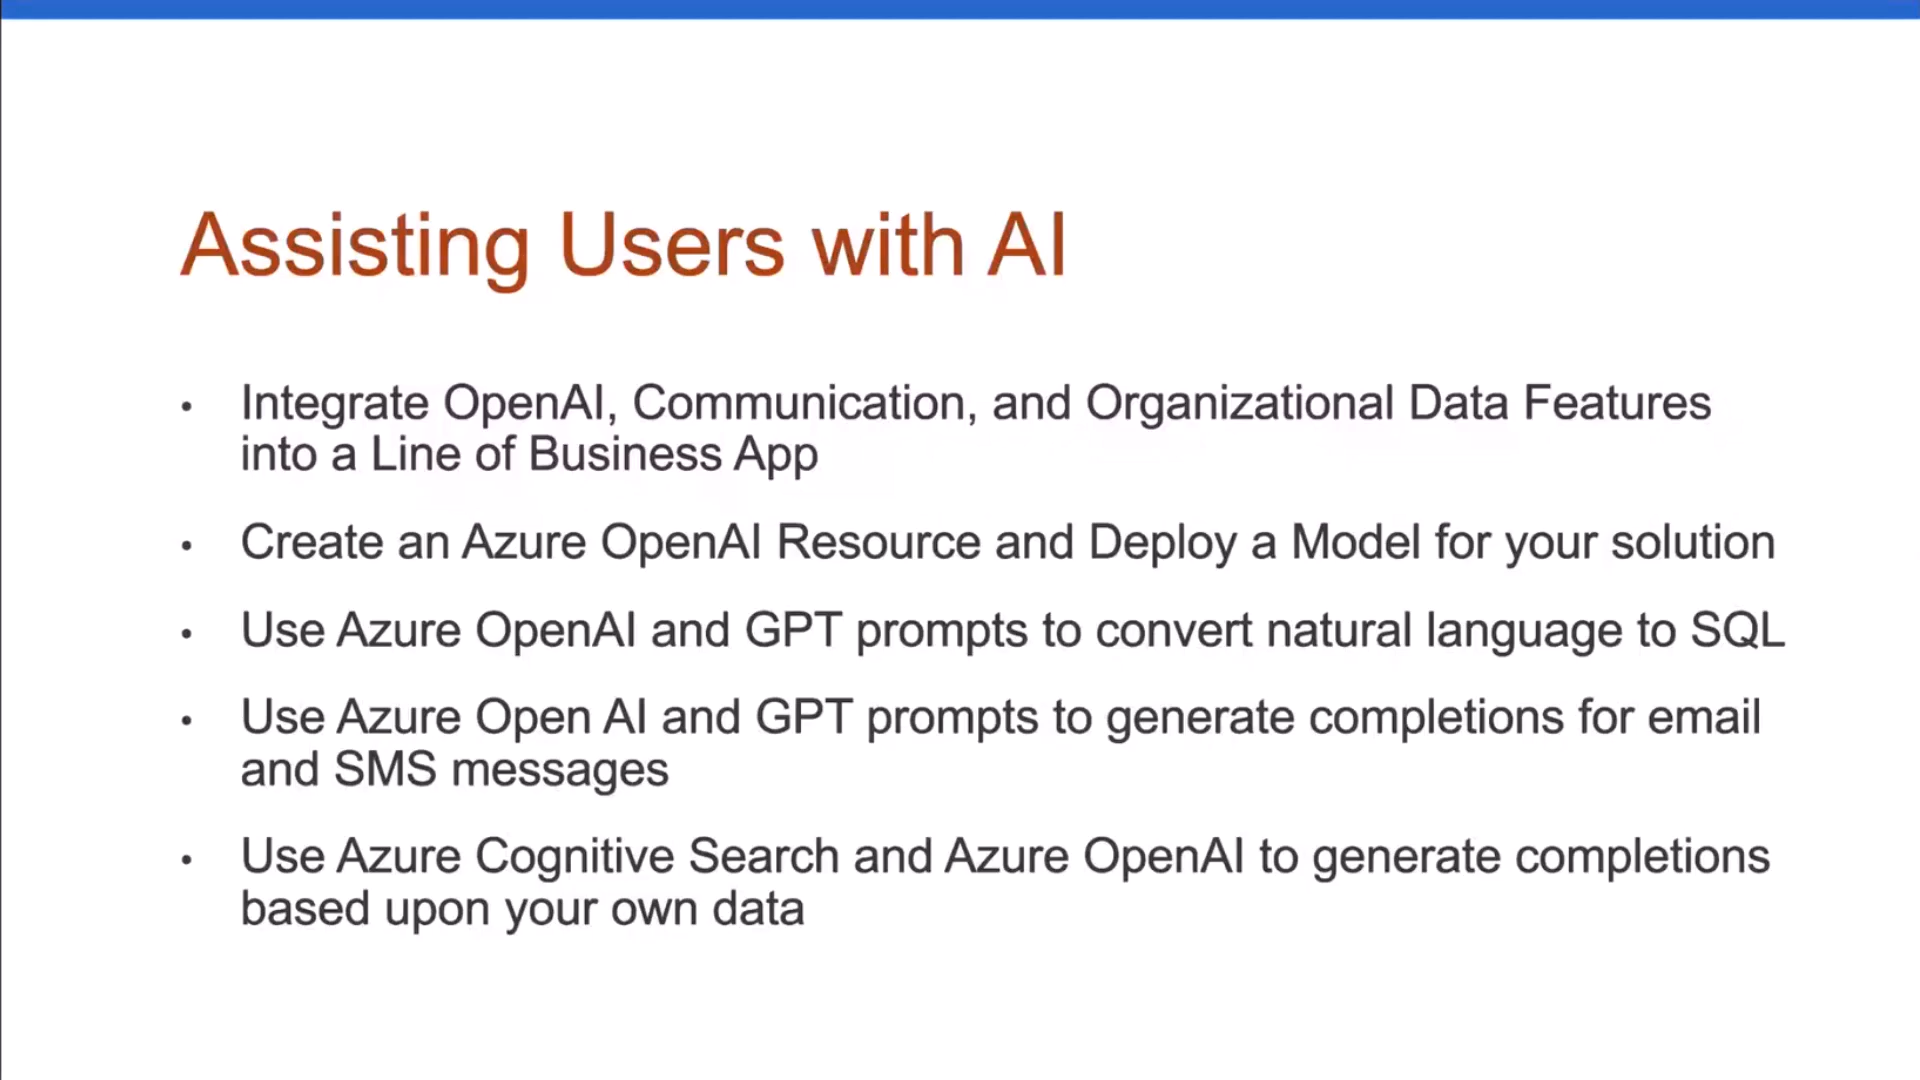 Assisting Users with AI
• Integrate OpenAI, Communication, and Organizational Data Features
into a Line of Business App
• Create an Azure OpenAI Resource and Deploy a Model for your solution
• Use Azure OpenAI and GPT prompts to convert natural language to SQL
• Use Azure Open AI and GPT prompts to generate completions for email
and SMS messages
• Use Azure Cognitive Search and Azure OpenAI to generate completions
based upon your own data